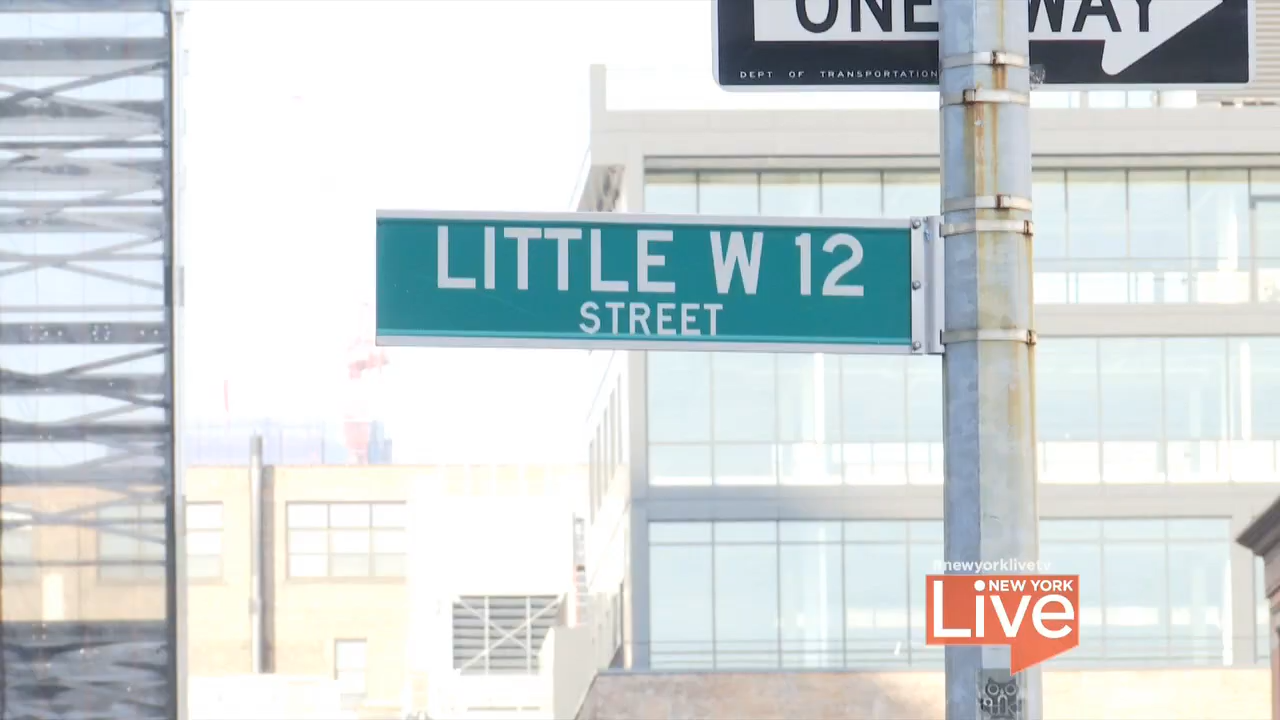 ONE WAY
DEPT OF TRANSPORTATION
LITTLE W 12
STREET
#newyorklivetv
NEW YORK
Live